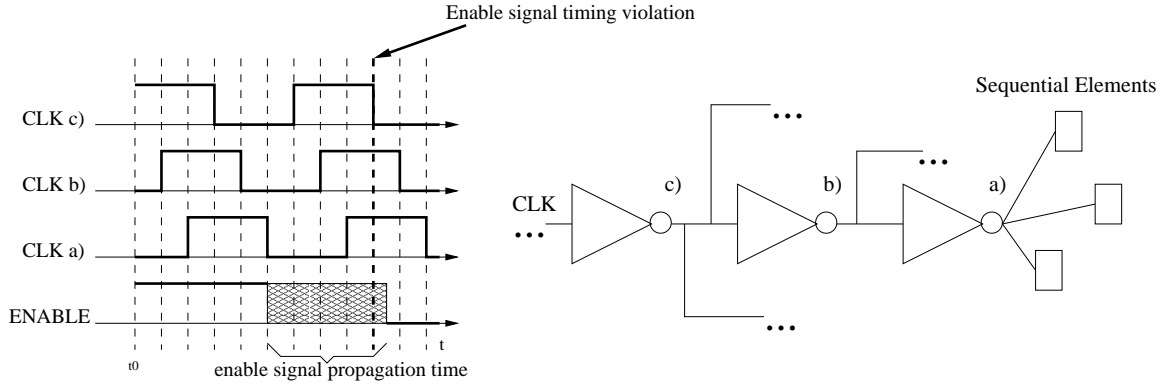 Enable signal timing violation
CLK c)
CLK b)
CLK a)
ENABLE
t0
t
enable signal propagation time
Sequential Elements
CLK
...
c)
...
...
b)
...
a)